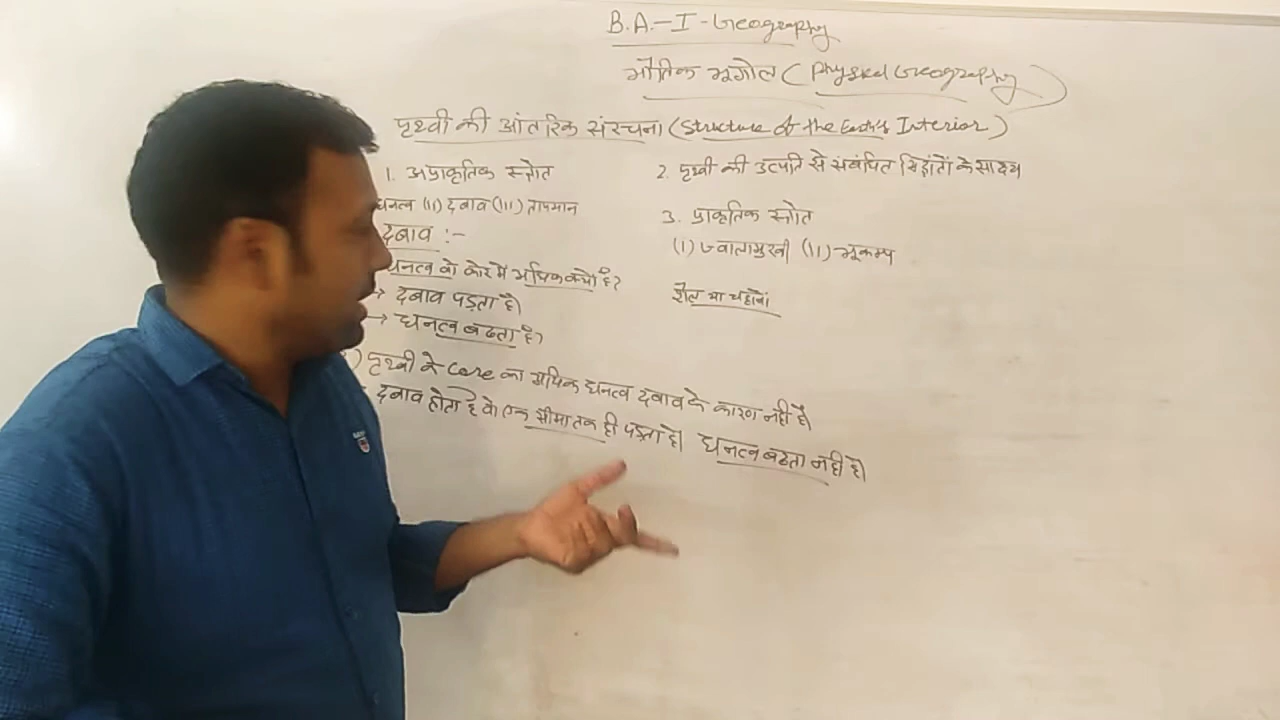 B.A.-I-Geography
भौतिक भूगोल (Physical Geography)
पृथ्वी की आंतरिक संरचना (Structure of the Earth's Interior)
1. अप्राकृतिक स्त्रोत
घनत्व (II) दबाव (III) तापमान
दबाव :-
घनत्व को कोर में अधिक क्यों है?
→ दबाव पड़ता है।
→ घनत्व बढता है?
) पृथ्वी के Core का अधिक घनत्व दबाव के कारण नही है।
दबाव होता है वो एक सीमा तक ही पड़ता है। घनत्व बढता नही है।
2. पृथ्वी की उत्पति से संबंधित सिद्वांतों के साक्ष्य
3. प्राकृतिक स्त्रोत
(I) ज्वालामुखी (II) भूकम्प
शैल या चट्टानें